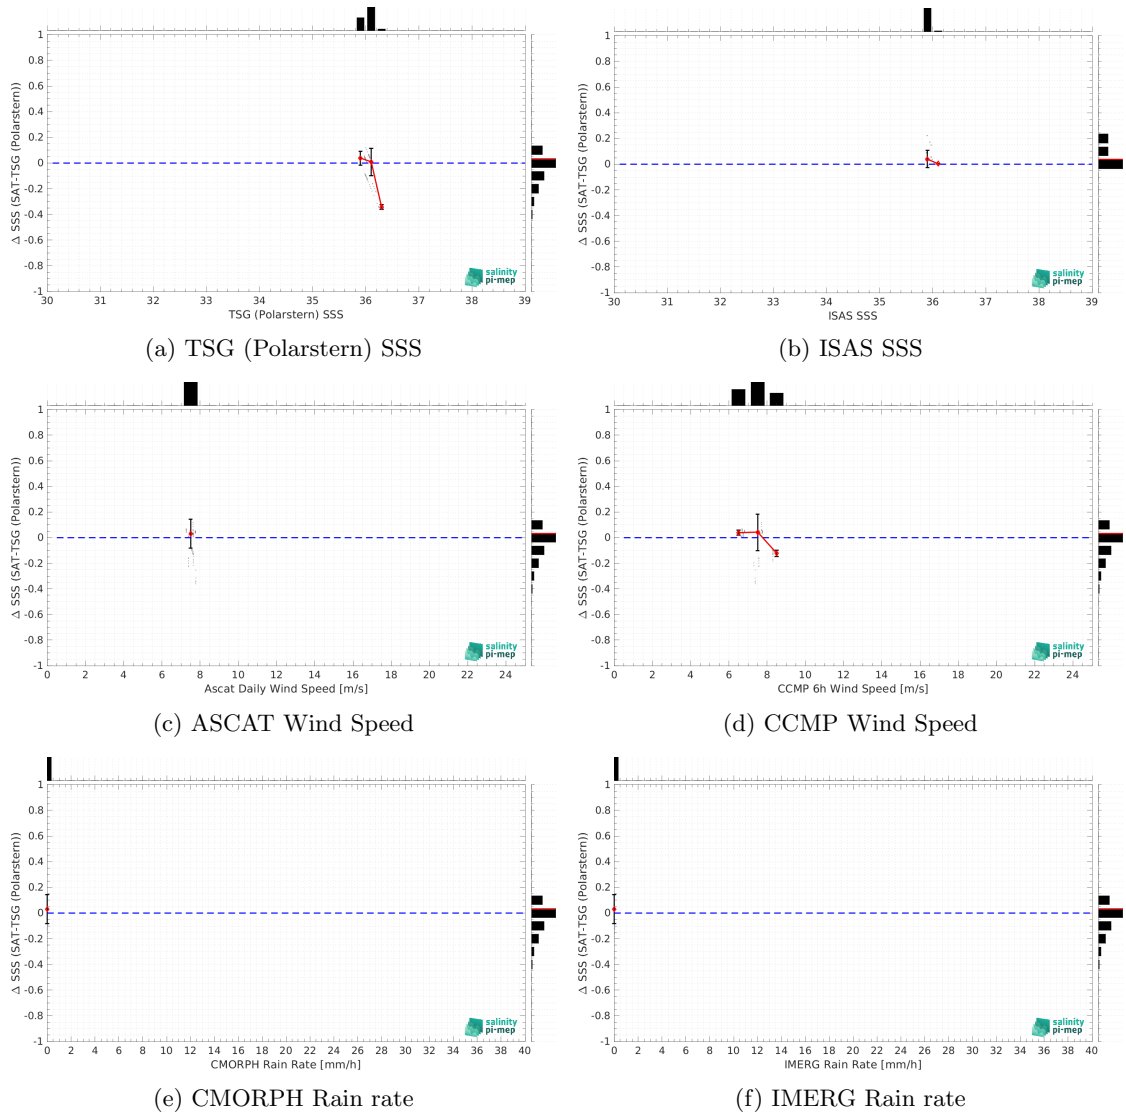 1
0.8
0.6
0.4
0.2
0
-0.2
-0.4
-0.6
-0.8
-1
Δ SSS (SAT-TSG (Polarstern))
salinity
pi-mep
30 31 32 33 34 35 36 37 38 39
TSG (Polarstern) SSS
(a) TSG (Polarstern) SSS
1
0.8
0.6
0.4
0.2
0
-0.2
-0.4
-0.6
-0.8
-1
Δ SSS (SAT-TSG (Polarstern))
salinity
pi-mep
30 31 32 33 34 35 36 37 38 39
ISAS SSS
(b) ISAS SSS
1
0.8
0.6
0.4
0.2
0
-0.2
-0.4
-0.6
-0.8
-1
Δ SSS (SAT-TSG (Polarstern))
salinity
pi-mep
0 2 4 6 8 10 12 14 16 18 20 22 24
Ascat Daily Wind Speed [m/s]
(c) ASCAT Wind Speed
1
0.8
0.6
0.4
0.2
0
-0.2
-0.4
-0.6
-0.8
-1
Δ SSS (SAT-TSG (Polarstern))
salinity
pi-mep
0 2 4 6 8 10 12 14 16 18 20 22 24
CCMP 6h Wind Speed [m/s]
(d) CCMP Wind Speed
1
0.8
0.6
0.4
0.2
0
-0.2
-0.4
-0.6
-0.8
-1
Δ SSS (SAT-TSG (Polarstern))
salinity
pi-mep
0 2 4 6 8 10 12 14 16 18 20 22 24 26 28 30 32 34 36 38 40
CMORPH Rain Rate [mm/h]
(e) CMORPH Rain rate
1
0.8
0.6
0.4
0.2
0
-0.2
-0.4
-0.6
-0.8
-1
Δ SSS (SAT-TSG (Polarstern))
salinity
pi-mep
0 2 4 6 8 10 12 14 16 18 20 22 24 26 28 30 32 34 36 38 40
IMERG Rain Rate [mm/h]
(f) IMERG Rain rate